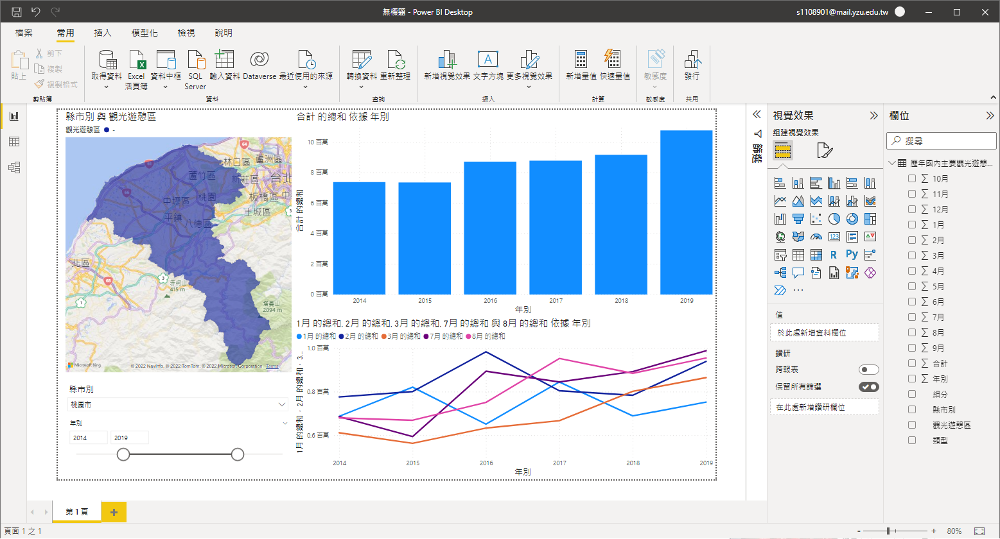 無標題 - Power BI Desktop
s1108901@mail.yzu.edu.tw
檔案 常用 插入 模型化 檢視 說明
貼上
剪下
複製
複製格式
剪貼簿
取得資料
Excel
活頁簿
資料中樞
SQL
Server
輸入資料
Dataverse
最近使用的來源
資料
轉換資料
重新整理
查詢
新增視覺效果
文字方塊
更多視覺效果
插入
新增量值
快速量值
計算
敏感度
敏感度
發行
共用
縣市別 與 觀光遊憩區
觀光遊憩區 -
林口區
蘆洲區
蘆竹區
新莊區
台北
中壢區
桃園
板橋區
中
平鎮
八德區
土城區
北區
赤柯山
415 m
塔曼山
2094 m
61
64
66
68
3
3
1
Microsoft Bing
© 2022 NavInfo, © 2022 TomTom, © 2022 Microsoft Corporation Terms
縣市別
桃園市
年別
2014 2019
合計 的總和 依據 年別
合計 的總和
10 百萬
8 百萬
6 百萬
4 百萬
2 百萬
0 百萬
2014 2015 2016 2017 2018 2019
年別
1月 的總和, 2月 的總和, 3月 的總和, 7月 的總和 與 8月 的總和 依據 年別
1月 的總和 2月 的總和 3月 的總和 7月 的總和 8月 的總和
1月 的總和、2月 的總和、3...
1.0 百萬
0.8 百萬
0.6 百萬
2014 2015 2016 2017 2018 2019
年別
篩選
視覺效果
組建視覺效果
123
R
Py
...
值
於此處新增資料欄位
鑽研
跨報表
保留所有篩選
在此處新增鑽研欄位
欄位
搜尋
歷年國內主要觀光遊憩...
∑ 10月
∑ 11月
∑ 12月
∑ 1月
∑ 2月
∑ 3月
∑ 4月
∑ 5月
∑ 6月
∑ 7月
∑ 8月
∑ 9月
∑ 合計
∑ 年別
細分
縣市別
觀光遊憩區
類型
第 1 頁
頁面 1 之 1
- + 80%